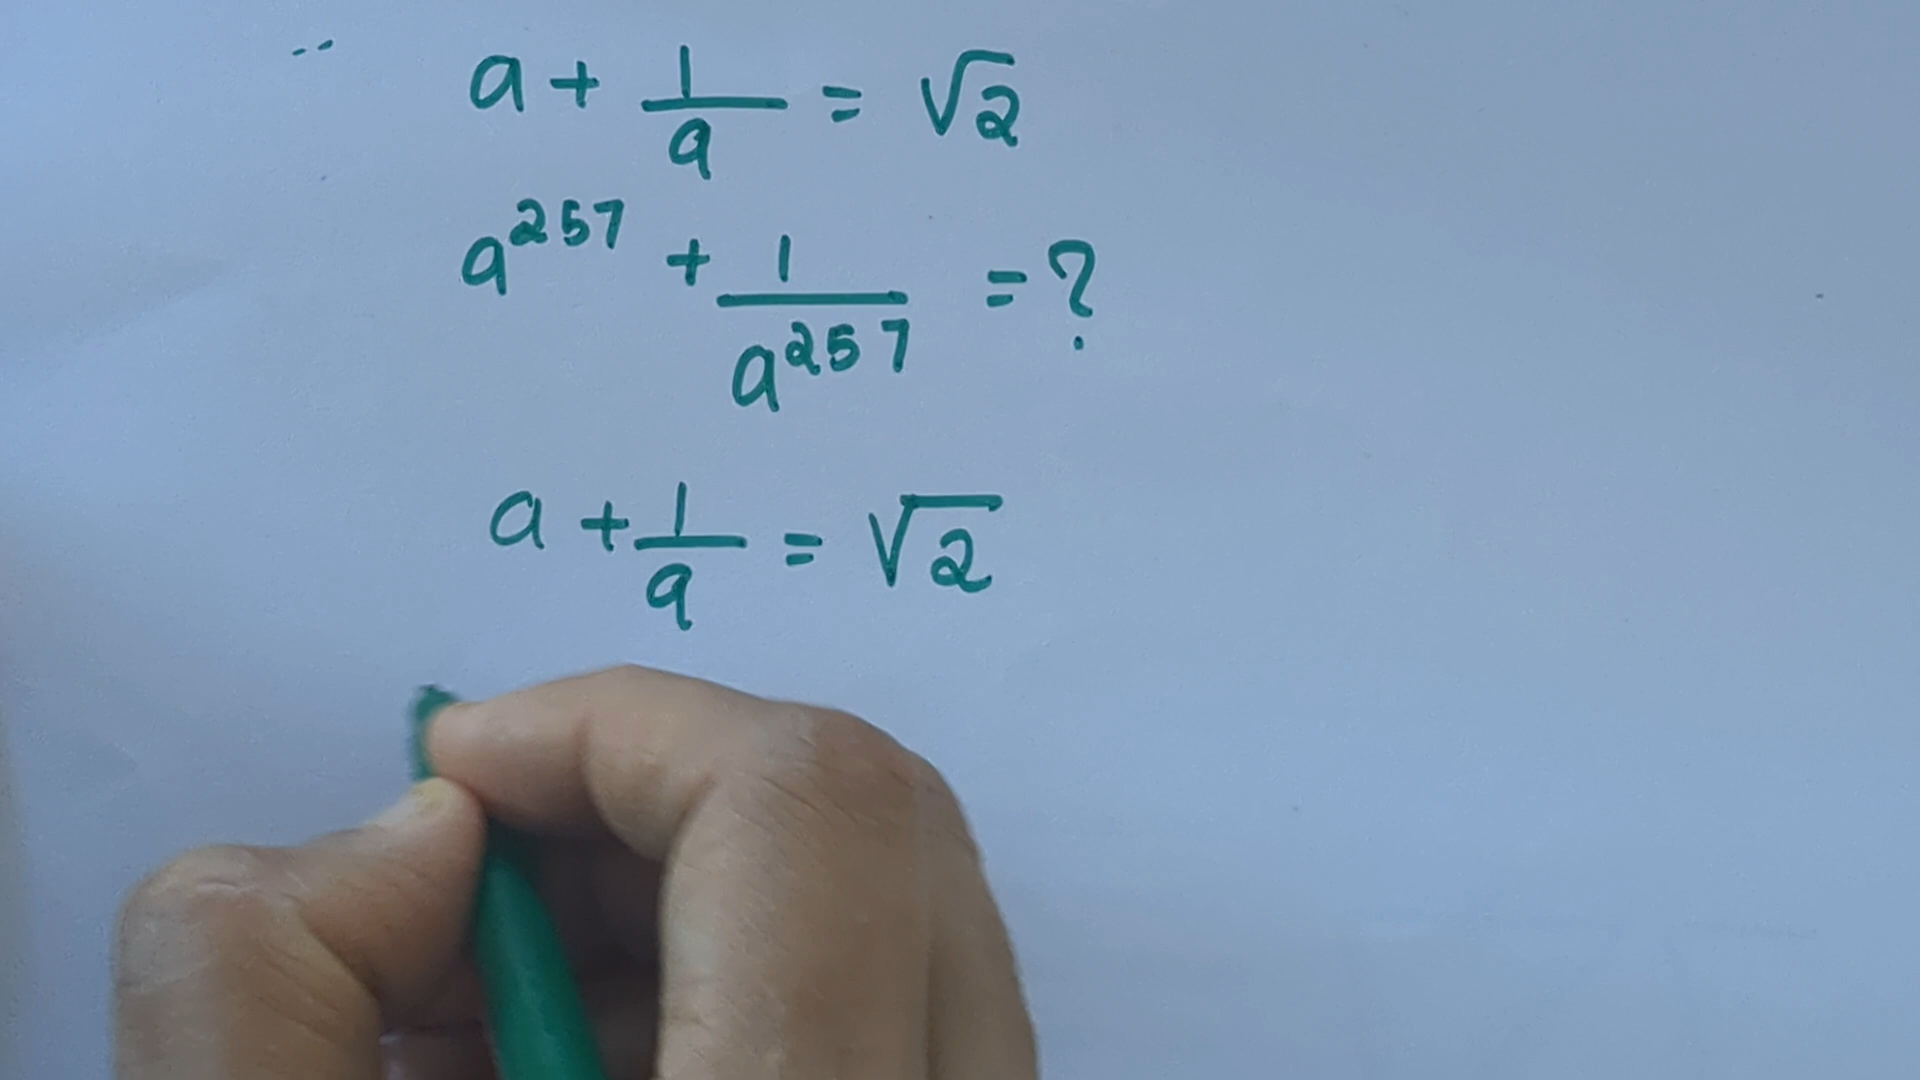 a + 1/a = √2
a^257 + 1/a^257 = ?
a + 1/a = √2